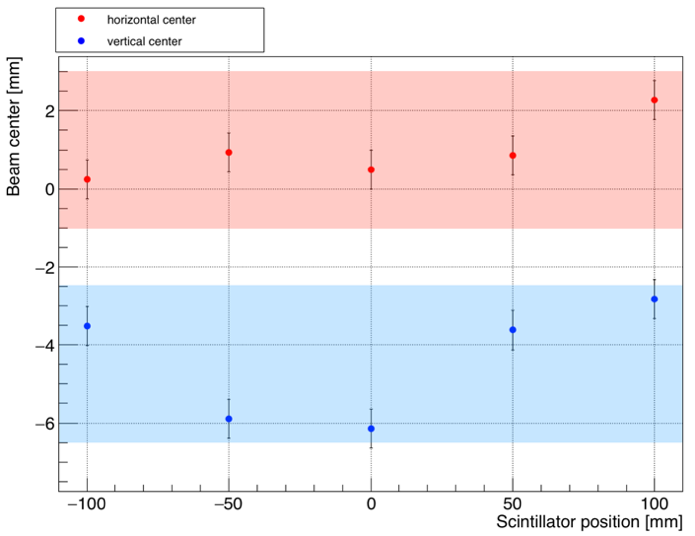 horizontal center
vertical center
Beam center [mm]
2
0
−2
−4
−6
−100
−50
0
50
100
Scintillator position [mm]